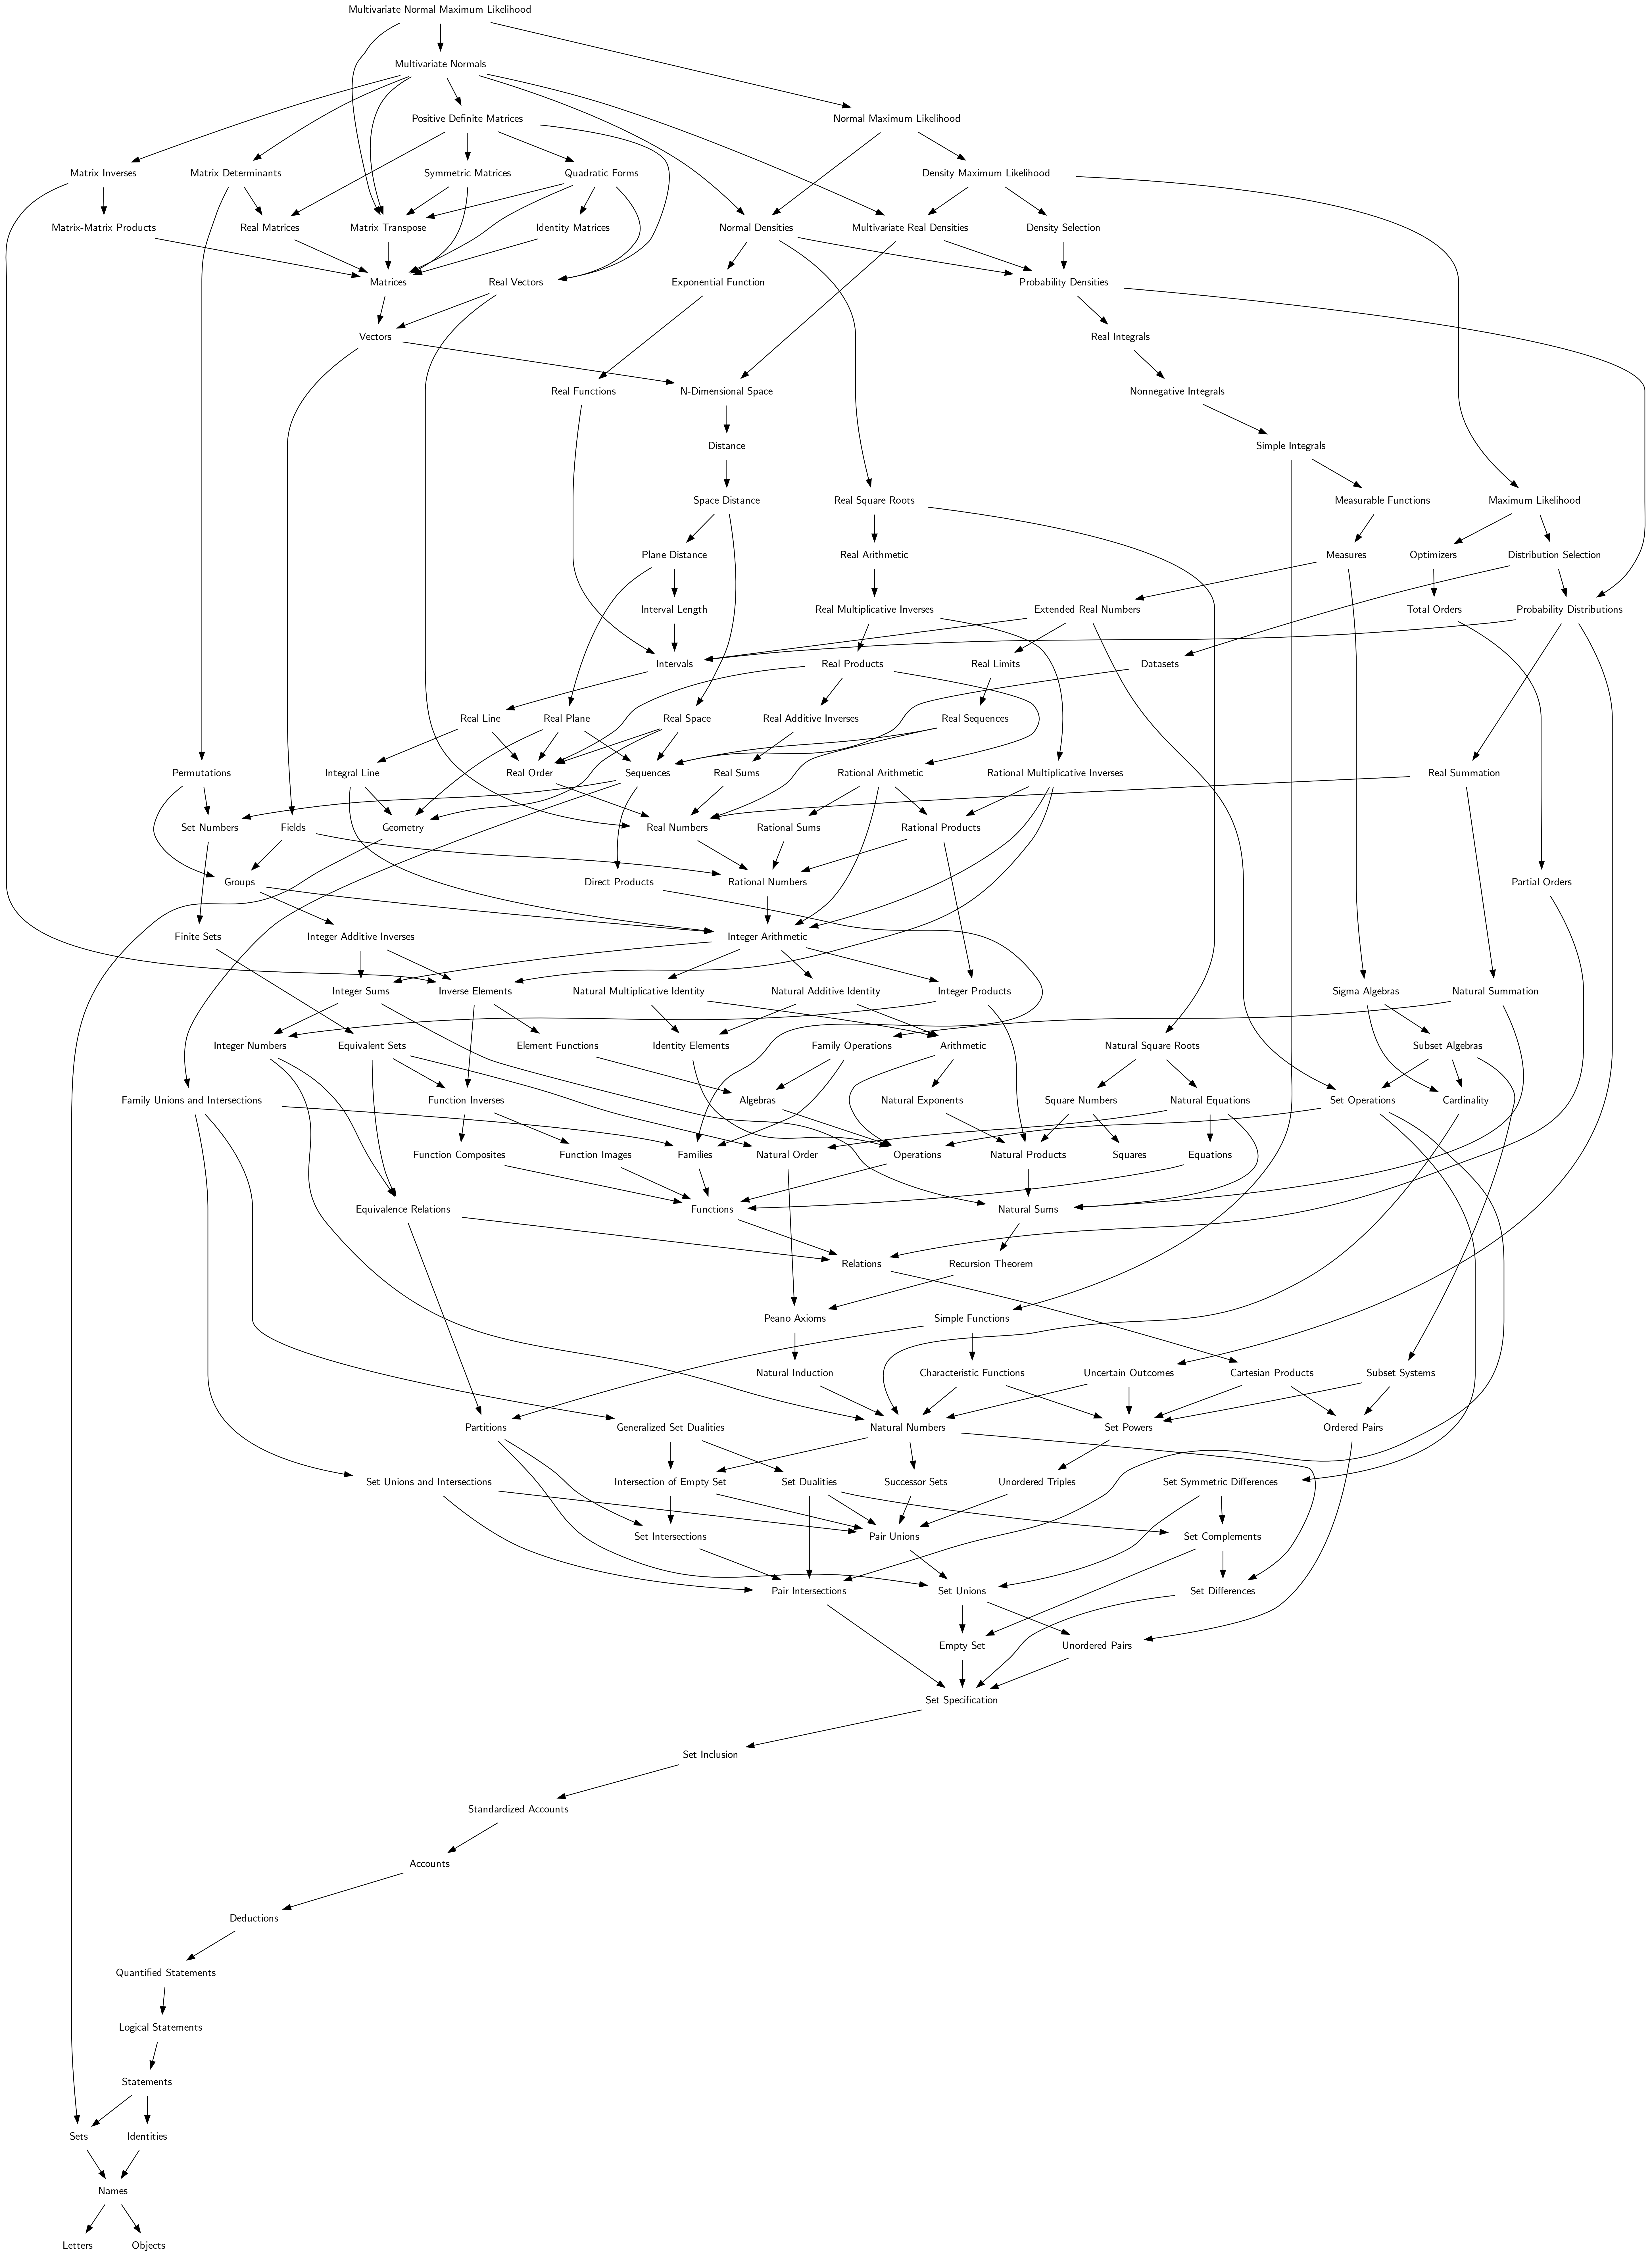 Multivariate Normal Maximum Likelihood
Multivariate Normals
Positive Definite Matrices
Normal Maximum Likelihood
Matrix Inverses
Matrix Determinants
Symmetric Matrices
Quadratic Forms
Density Maximum Likelihood
Matrix-Matrix Products
Real Matrices
Matrix Transpose
Identity Matrices
Normal Densities
Multivariate Real Densities
Density Selection
Matrices
Real Vectors
Exponential Function
Probability Densities
Vectors
Real Integrals
Real Functions
N-Dimensional Space
Nonnegative Integrals
Distance
Simple Integrals
Space Distance
Real Square Roots
Measurable Functions
Maximum Likelihood
Plane Distance
Real Arithmetic
Measures
Optimizers
Distribution Selection
Interval Length
Real Multiplicative Inverses
Extended Real Numbers
Total Orders
Probability Distributions
Intervals
Real Products
Real Limits
Datasets
Real Line
Real Plane
Real Space
Real Additive Inverses
Real Sequences
Permutations
Integral Line
Real Order
Sequences
Real Sums
Rational Arithmetic
Rational Multiplicative Inverses
Real Summation
Set Numbers
Fields
Geometry
Real Numbers
Rational Sums
Rational Products
Groups
Direct Products
Rational Numbers
Partial Orders
Finite Sets
Integer Additive Inverses
Integer Arithmetic
Integer Sums
Inverse Elements
Natural Multiplicative Identity
Natural Additive Identity
Integer Products
Sigma Algebras
Natural Summation
Integer Numbers
Equivalent Sets
Element Functions
Identity Elements
Family Operations
Arithmetic
Natural Square Roots
Subset Algebras
Family Unions and Intersections
Function Inverses
Algebras
Natural Exponents
Square Numbers
Natural Equations
Set Operations
Cardinality
Function Composites
Function Images
Families
Natural Order
Operations
Natural Products
Squares
Equations
Equivalence Relations
Functions
Natural Sums
Relations
Recursion Theorem
Peano Axioms
Simple Functions
Natural Induction
Characteristic Functions
Uncertain Outcomes
Cartesian Products
Subset Systems
Partitions
Generalized Set Dualities
Natural Numbers
Set Powers
Ordered Pairs
Set Unions and Intersections
Intersection of Empty Set
Set Dualities
Successor Sets
Unordered Triples
Set Symmetric Differences
Set Intersections
Pair Unions
Set Complements
Pair Intersections
Set Unions
Set Differences
Empty Set
Unordered Pairs
Set Specification
Set Inclusion
Standardized Accounts
Accounts
Deductions
Quantified Statements
Logical Statements
Statements
Sets
Identities
Names
Letters
Objects